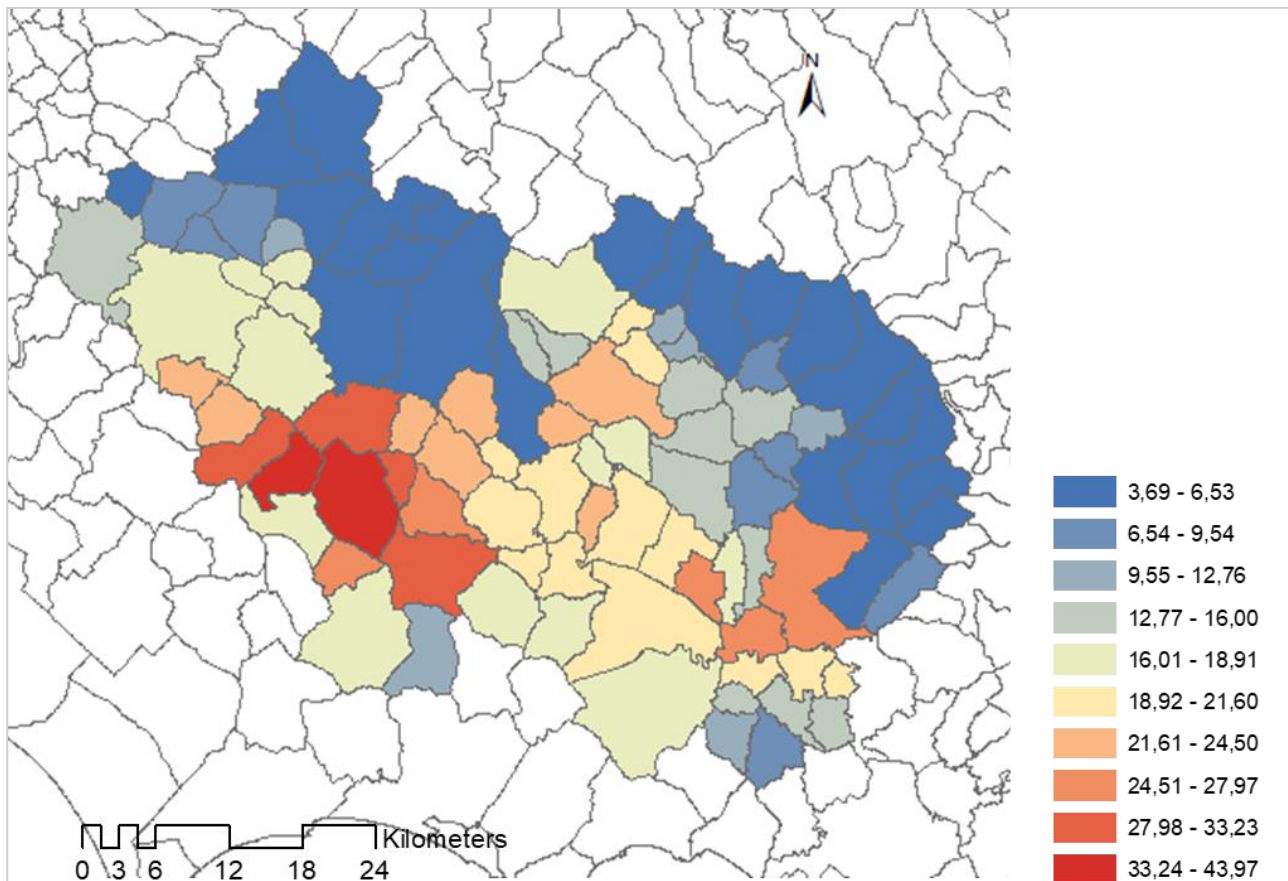 N
3,69 - 6,53
6,54 - 9,54
9,55 - 12,76
12,77 - 16,00
16,01 - 18,91
18,92 - 21,60
21,61 - 24,50
24,51 - 27,97
27,98 - 33,23
33,24 - 43,97
Kilometers
0 3 6 12 18 24